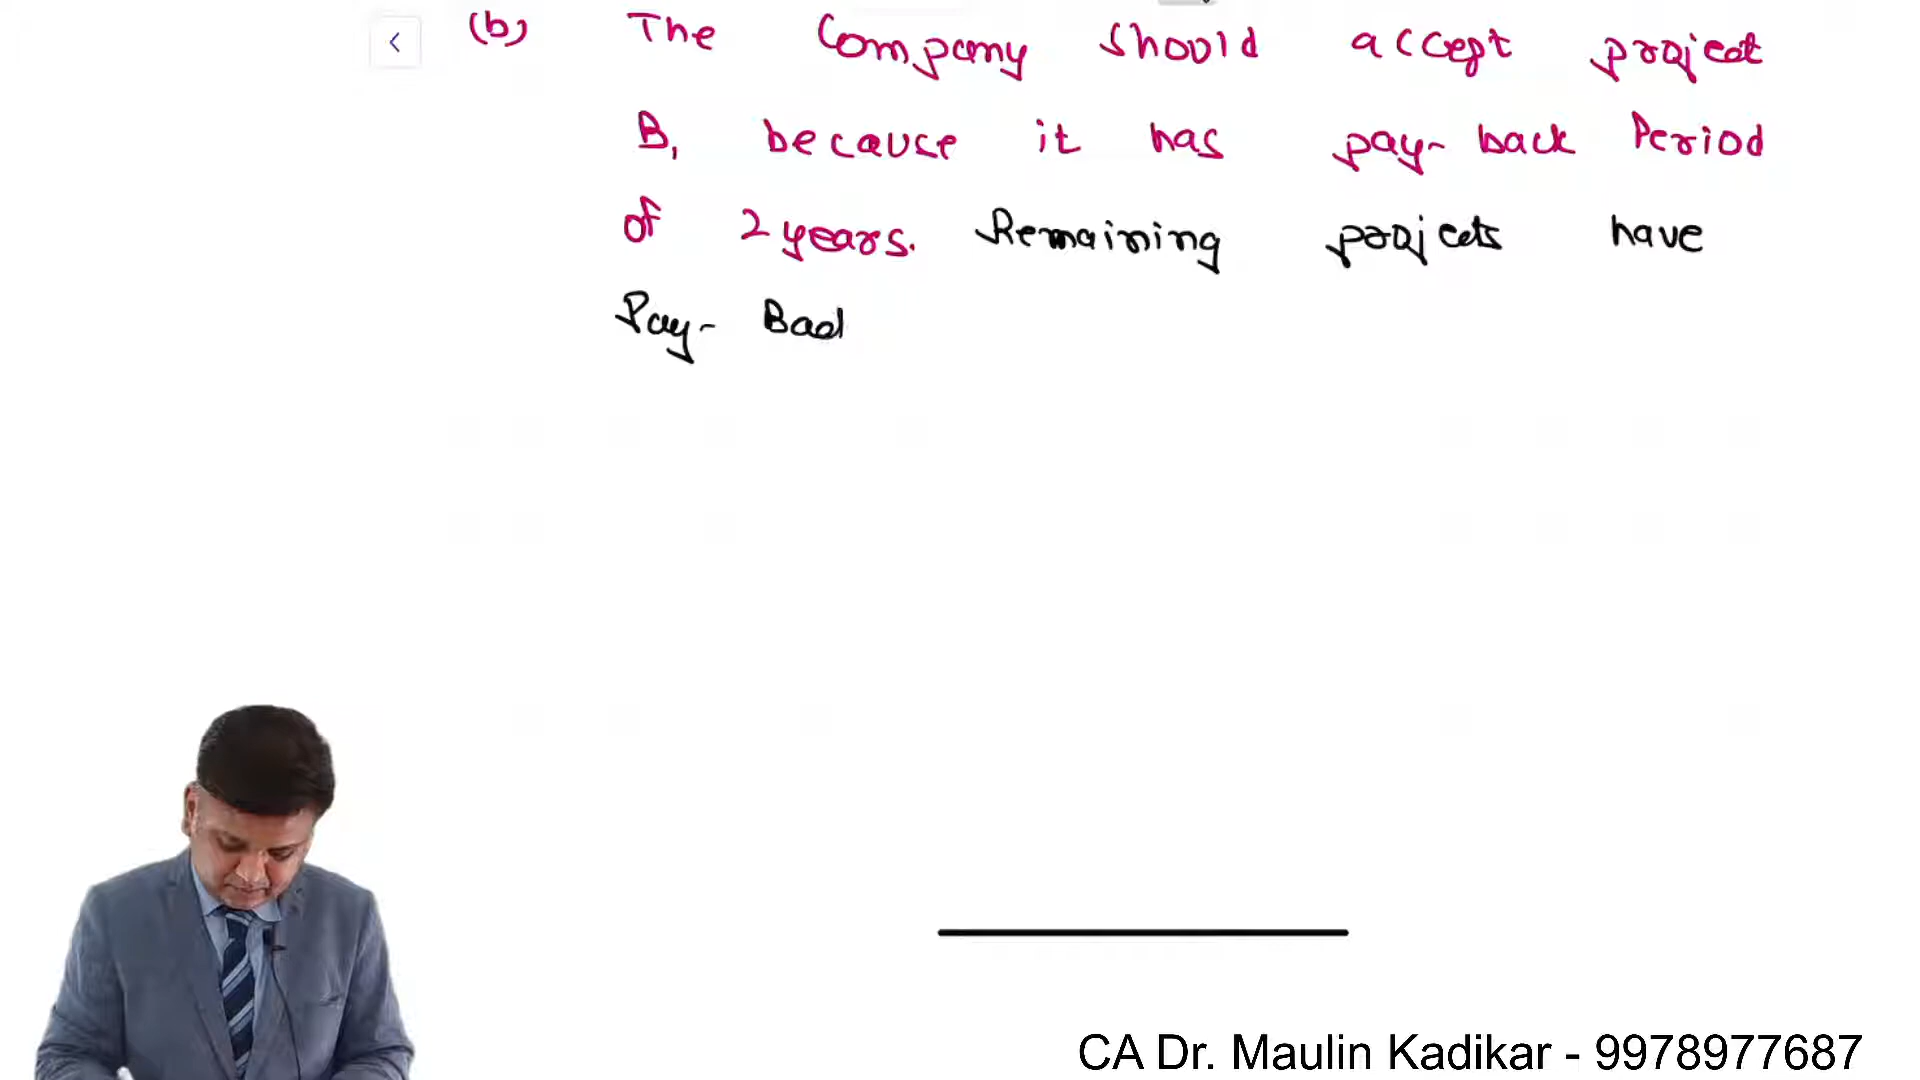 (b) The Company should accept project
B, because it has pay-back Period
of 2 years. Remaining projects have
Pay- Bad
CA Dr. Maulin Kadikar - 9978977687